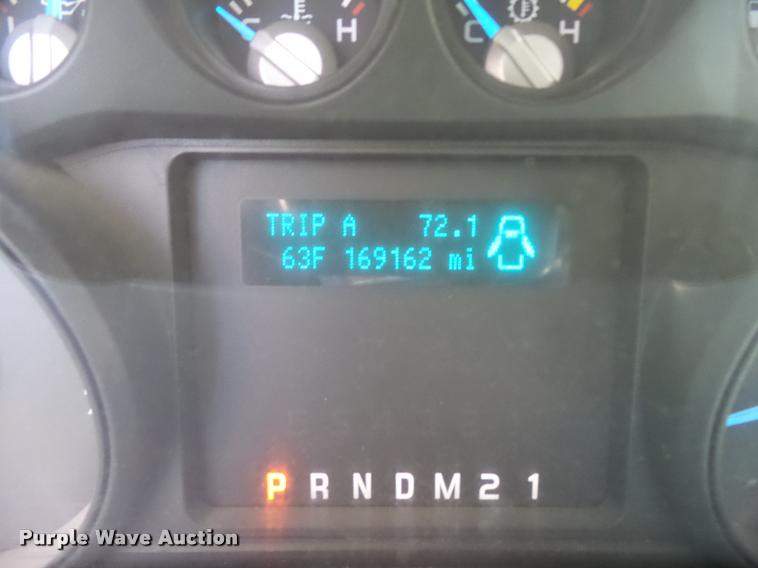 C H
C H
TRIP A 72.1
63F 169162 mi
P R N D M 2 1
Purple Wave Auction